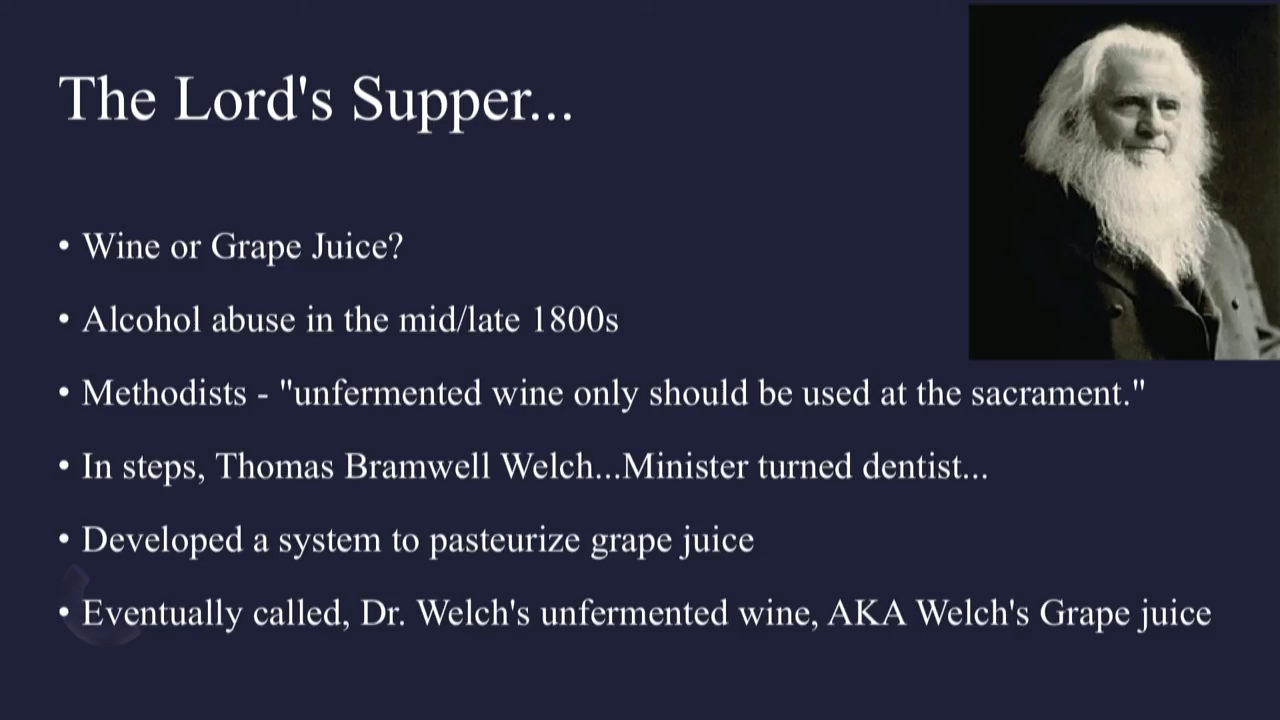 The Lord's Supper...
• Wine or Grape Juice?
• Alcohol abuse in the mid/late 1800s
• Methodists - "unfermented wine only should be used at the sacrament."
• In steps, Thomas Bramwell Welch...Minister turned dentist...
• Developed a system to pasteurize grape juice
• Eventually called, Dr. Welch's unfermented wine, AKA Welch's Grape juice